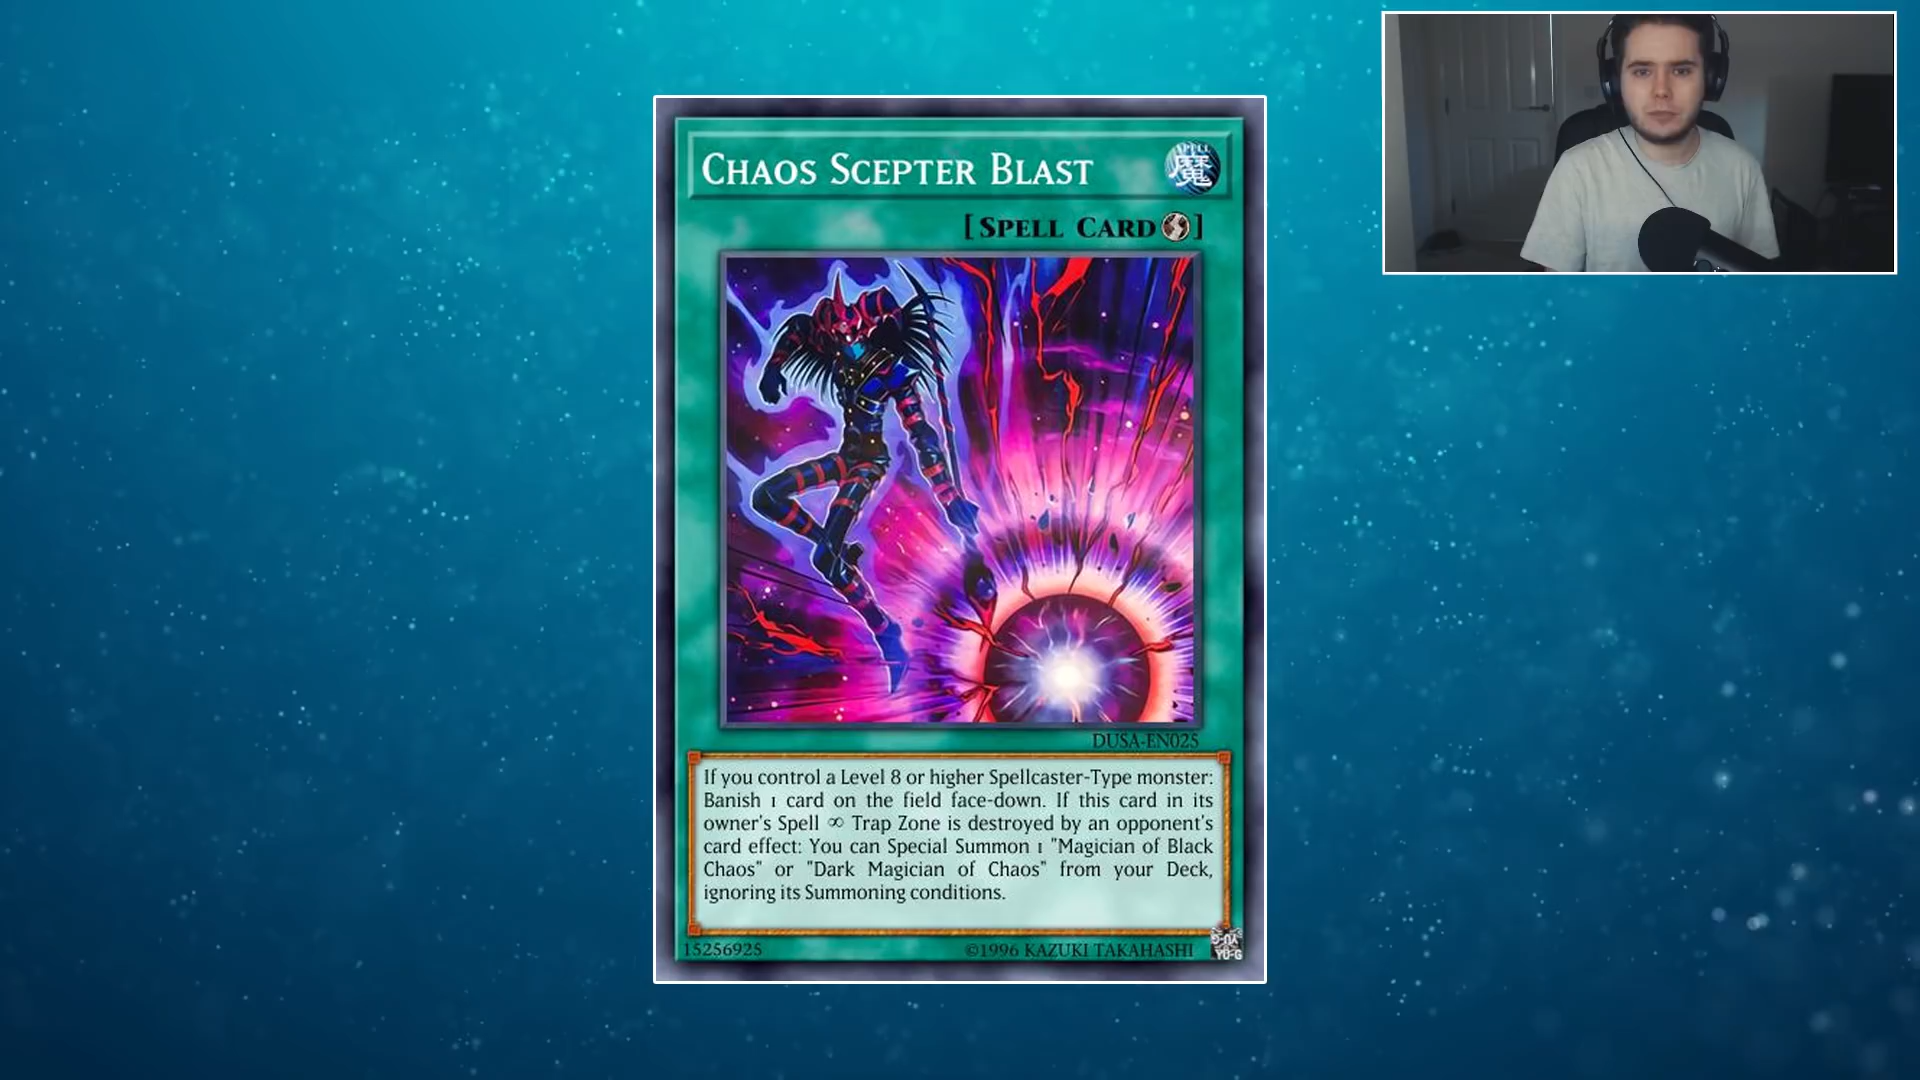 CHAOS SCEPTER BLAST
SPELL
魔
[SPELL CARD]
DUSA-EN025
If you control a Level 8 or higher Spellcaster-Type monster:
Banish 1 card on the field face-down. If this card in its
owner's Spell ∞ Trap Zone is destroyed by an opponent's
card effect: You can Special Summon 1 "Magician of Black
Chaos" or "Dark Magician of Chaos" from your Deck,
ignoring its Summoning conditions.
15256925
©1996 KAZUKI TAKAHASHI